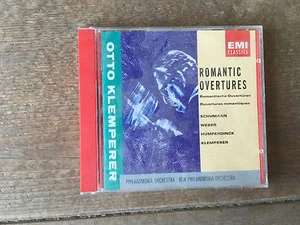 OTTO KLEMPERER
EMI
CLASSICS
ROMANTIC
OVERTURES
Romantische Ouvertüren
Ouvertures romantiques
SCHUMANN
WEBER
HUMPERDINCK
KLEMPERER
PHILHARMONIA ORCHESTRA · NEW PHILHARMONIA ORCHESTRA